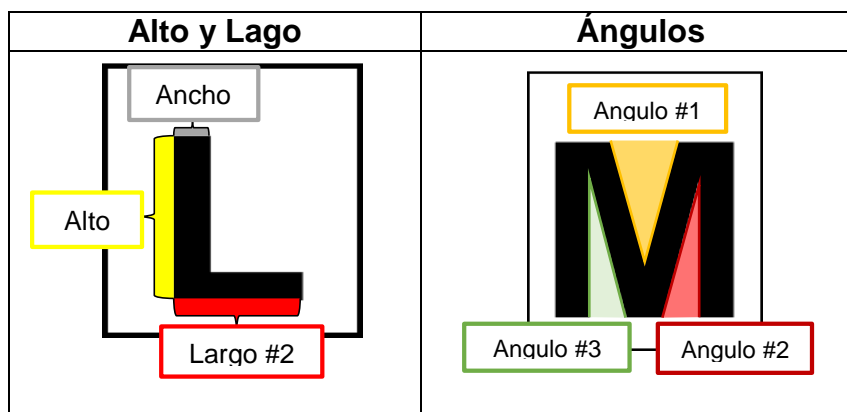 Alto y Lago
Ángulos
Ancho
Alto
L
Largo #2
Angulo #1
M
Angulo #3
Angulo #2